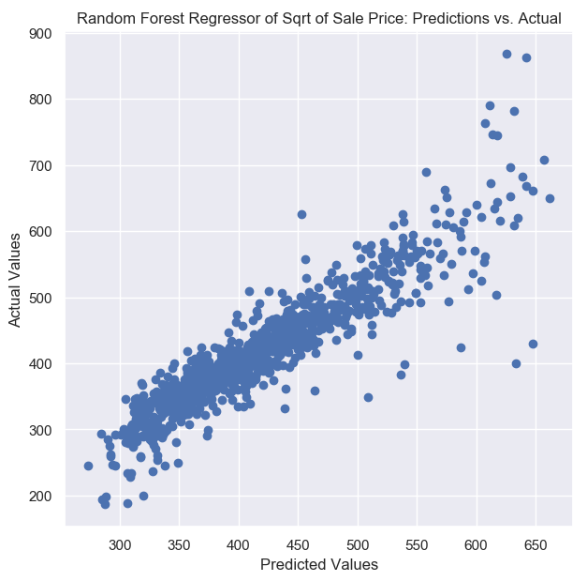 Random Forest Regressor of Sqrt of Sale Price: Predictions vs. Actual
900
800
700
600
500
400
300
200
Actual Values
300 350 400 450 500 550 600 650
Predicted Values